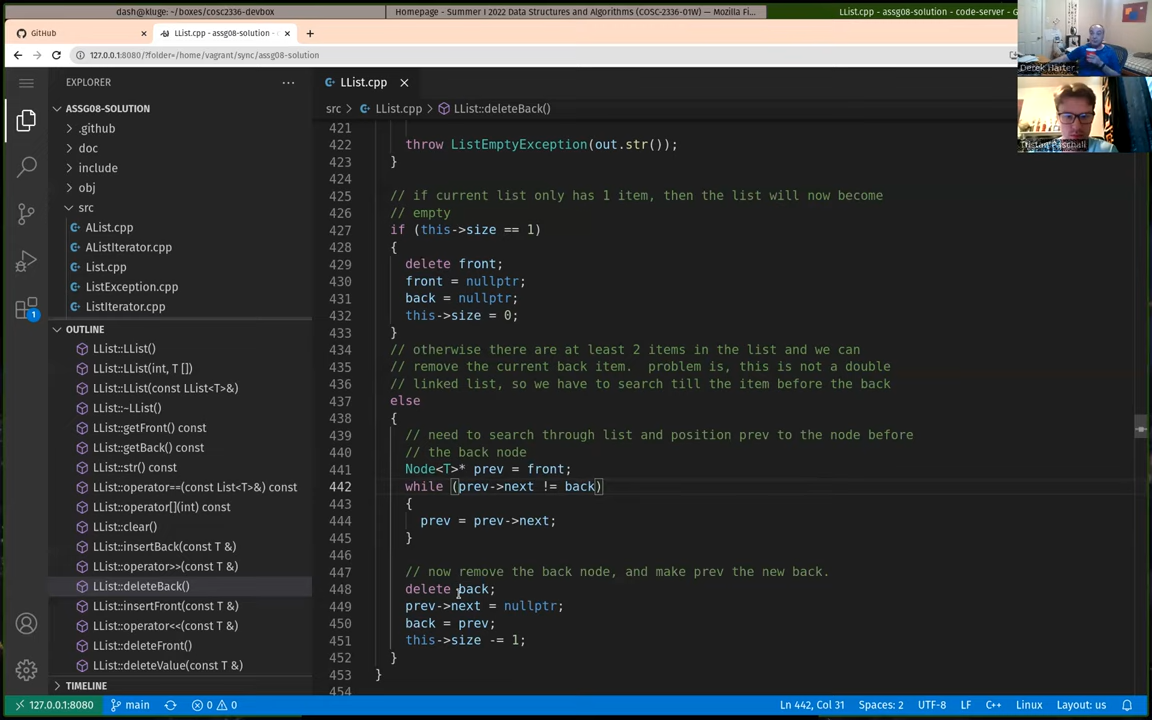 dash@kluge: ~/boxes/cosc2336-devbox
Homepage - Summer I 2022 Data Structures and Algorithms (COSC-2336-01W) — Mozilla Fi…
LList.cpp - assg08-solution - code-server - G
GitHub
LList.cpp - assg08-solution -
127.0.0.1:8080/?folder=/home/vagrant/sync/assg08-solution
Derek Harter
Tristan Paschall
EXPLORER
ASSG08-SOLUTION
.github
doc
include
obj
src
AList.cpp
AListIterator.cpp
List.cpp
ListException.cpp
ListIterator.cpp
OUTLINE
LList::LList()
LList::LList(int, T [])
LList::LList(const LList<T>&)
LList::~LList()
LList::getFront() const
LList::getBack() const
LList::str() const
LList::operator==(const List<T>&) const
LList::operator[](int) const
LList::clear()
LList::insertBack(const T &)
LList::operator>>(const T &)
LList::deleteBack()
LList::insertFront(const T &)
LList::operator<<(const T &)
LList::deleteFront()
LList::deleteValue(const T &)
TIMELINE
1
LList.cpp
src > LList.cpp > LList::deleteBack()
421
422 throw ListEmptyException(out.str());
423 }
424
425 // if current list only has 1 item, then the list will now become
426 // empty
427 if (this->size == 1)
428 {
429 delete front;
430 front = nullptr;
431 back = nullptr;
432 this->size = 0;
433 }
434 // otherwise there are at least 2 items in the list and we can
435 // remove the current back item.  problem is, this is not a double
436 // linked list, so we have to search till the item before the back
437 else
438 {
439 // need to search through list and position prev to the node before
440 // the back node
441 Node<T>* prev = front;
442 while (prev->next != back)
443 {
444 prev = prev->next;
445 }
446
447 // now remove the back node, and make prev the new back.
448 delete back;
449 prev->next = nullptr;
450 back = prev;
451 this->size -= 1;
452 }
453 }
454
127.0.0.1:8080 main 0 0 Ln 442, Col 31 Spaces: 2 UTF-8 LF C++ Linux Layout: us